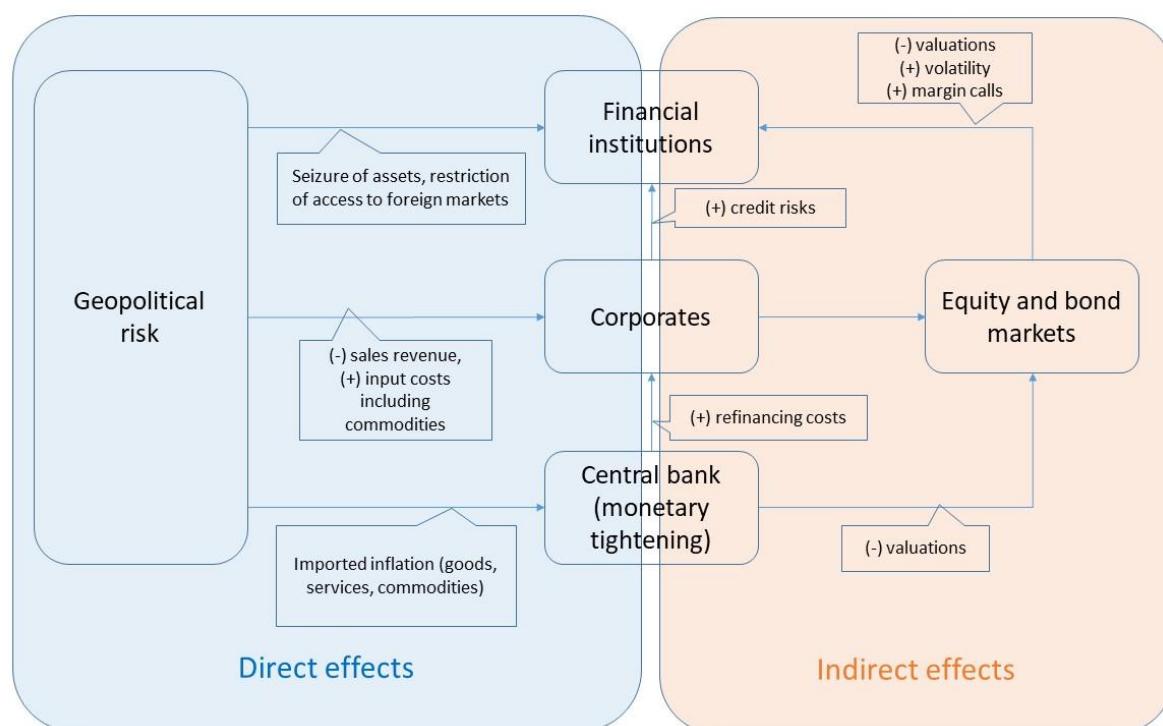 (-) valuations
(+) volatility
(+) margin calls
Financial
institutions
Seizure of assets, restriction
of access to foreign markets
(+) credit risks
Geopolitical
risk
Corporates
Equity and bond
markets
(-) sales revenue,
(+) input costs
including
commodities
(+) refinancing costs
Central bank
(monetary
tightening)
Imported inflation (goods,
services, commodities)
(-) valuations
Direct effects
Indirect effects